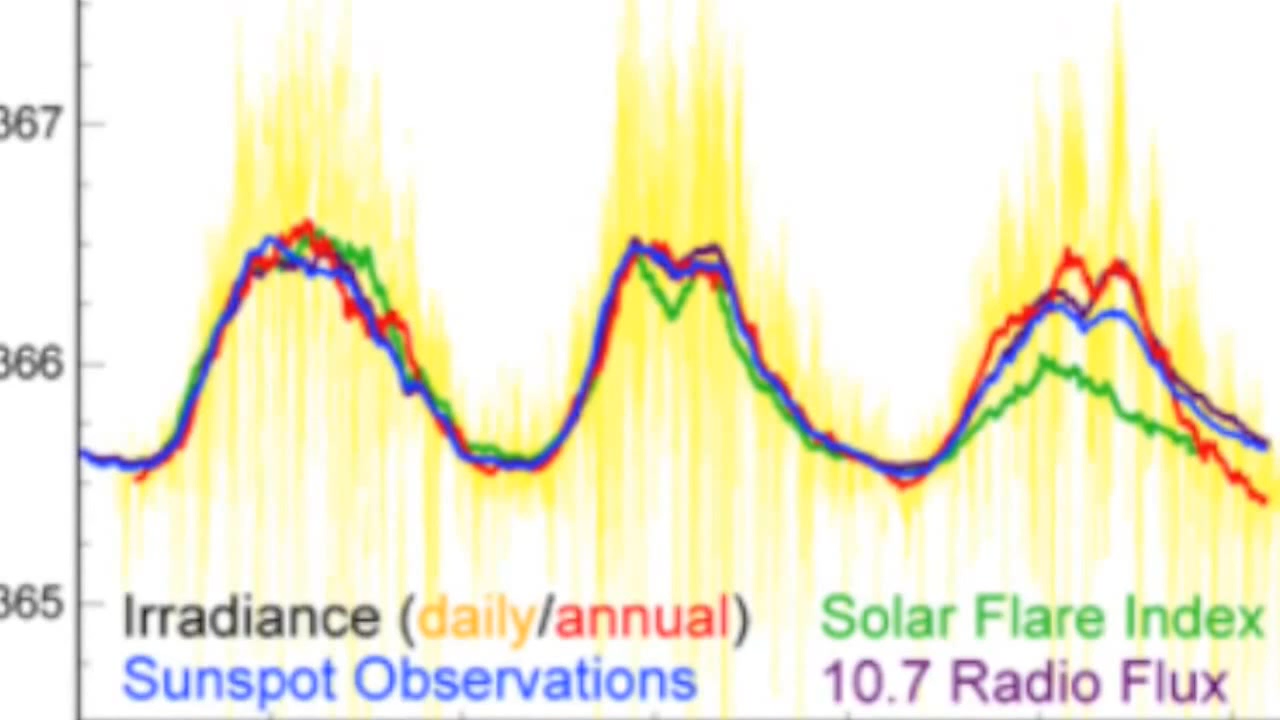 367
366
365
Irradiance (daily/annual) Solar Flare Index
Sunspot Observations 10.7 Radio Flux